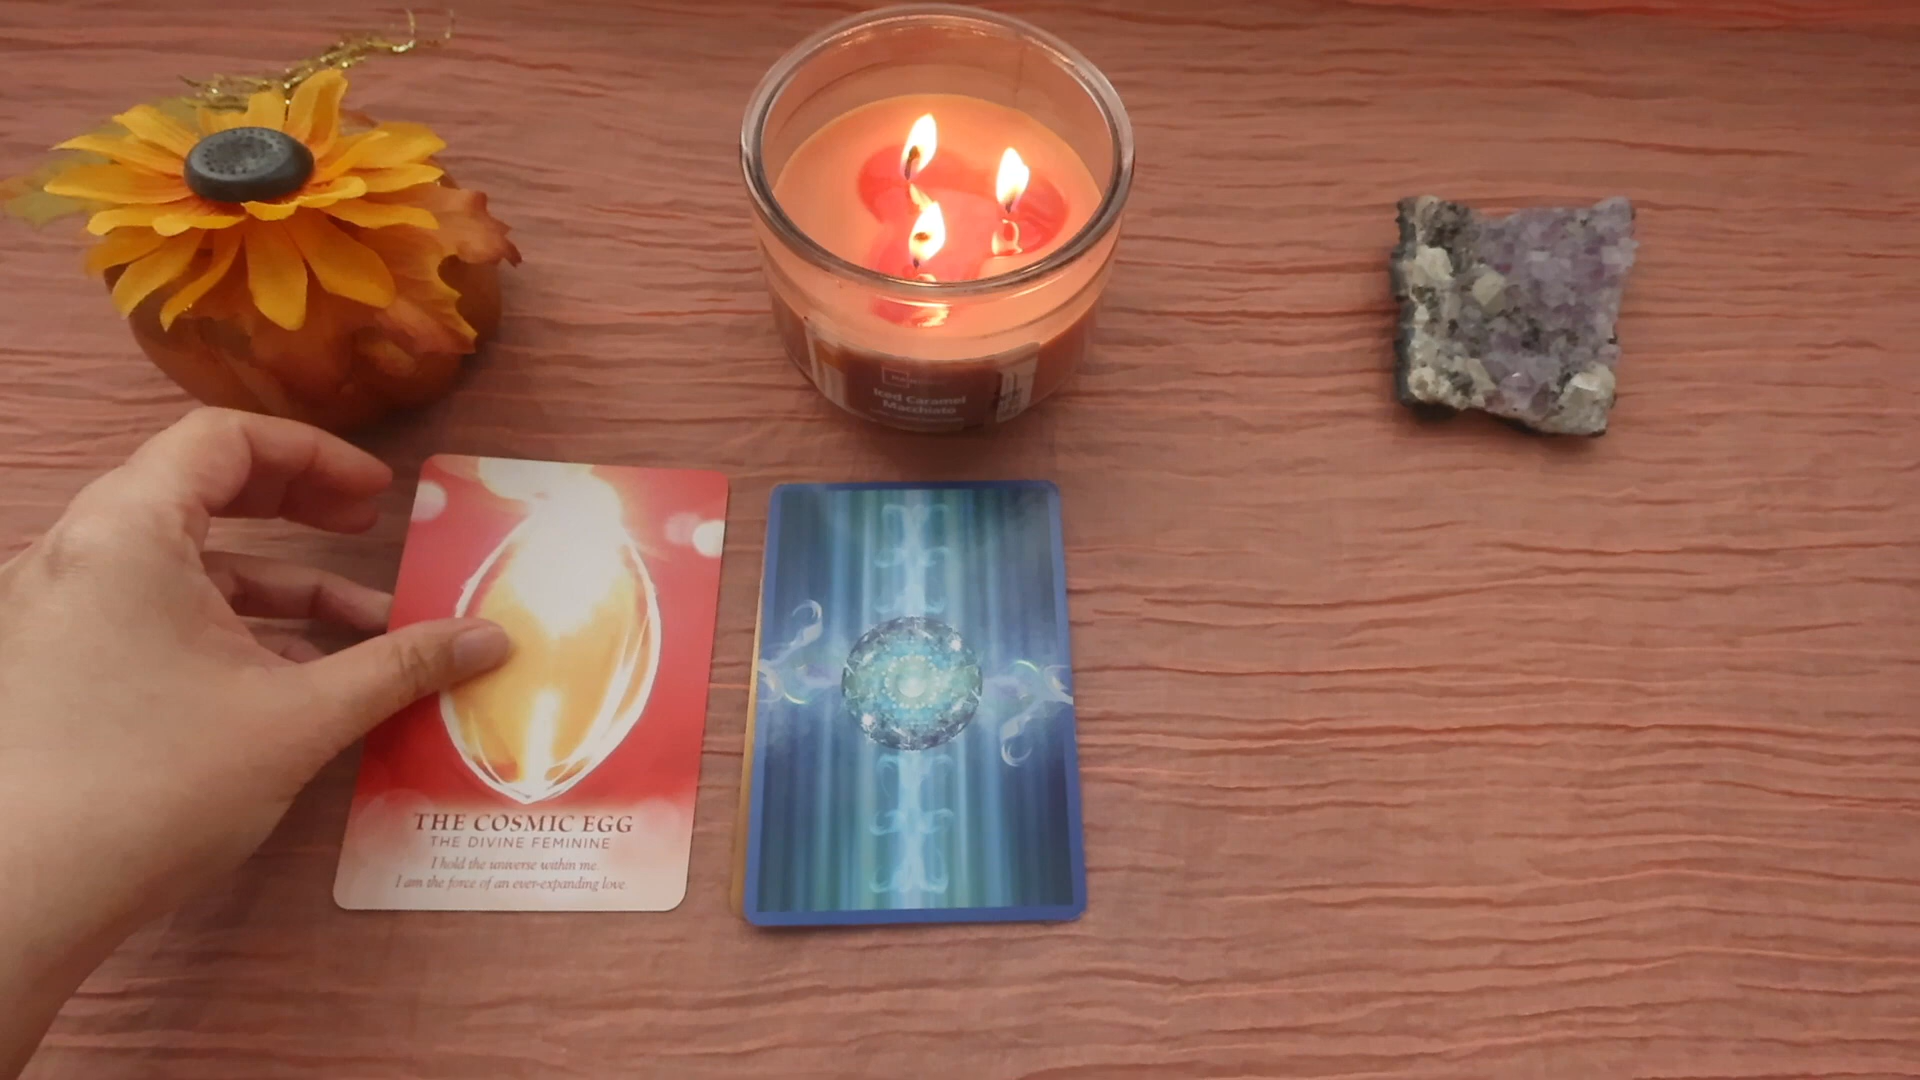 Iced Caramel
Macchiato
THE COSMIC EGG
THE DIVINE FEMININE
I hold the universe within me.
I am the force of an ever-expanding love.